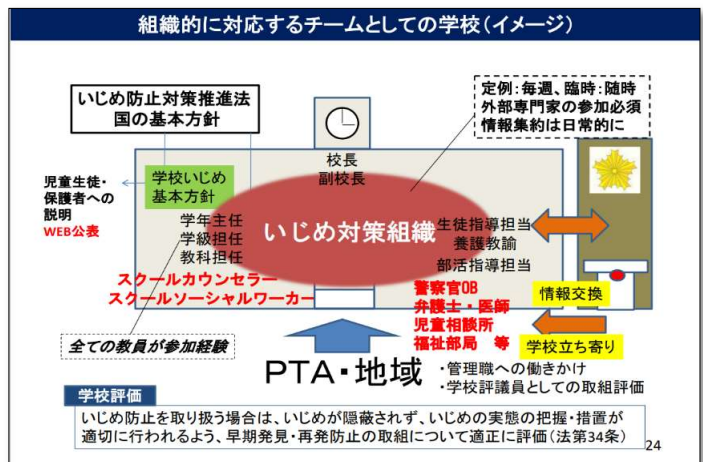 組織的に対応するチームとしての学校(イメージ)
いじめ防止対策推進法
国の基本方針
定例：毎週、臨時：随時
外部専門家の参加必須
情報集約は日常的に
校長
副校長
児童生徒・
保護者への
説明
WEB公表
学校いじめ
基本方針
学年主任
学級担任
教科担任
いじめ対策組織
生徒指導担当
養護教諭
部活指導担当
スクールカウンセラー
スクールソーシャルワーカー
警察官OB
弁護士・医師
児童相談所
福祉部局　等
情報交換
学校立ち寄り
全ての教員が参加経験
PTA・地域
・管理職への働きかけ
・学校評議員としての取組評価
学校評価
いじめ防止を取り扱う場合は、いじめが隠蔽されず、いじめの実態の把握・措置が
適切に行われるよう、早期発見・再発防止の取組について適正に評価（法第34条）
24